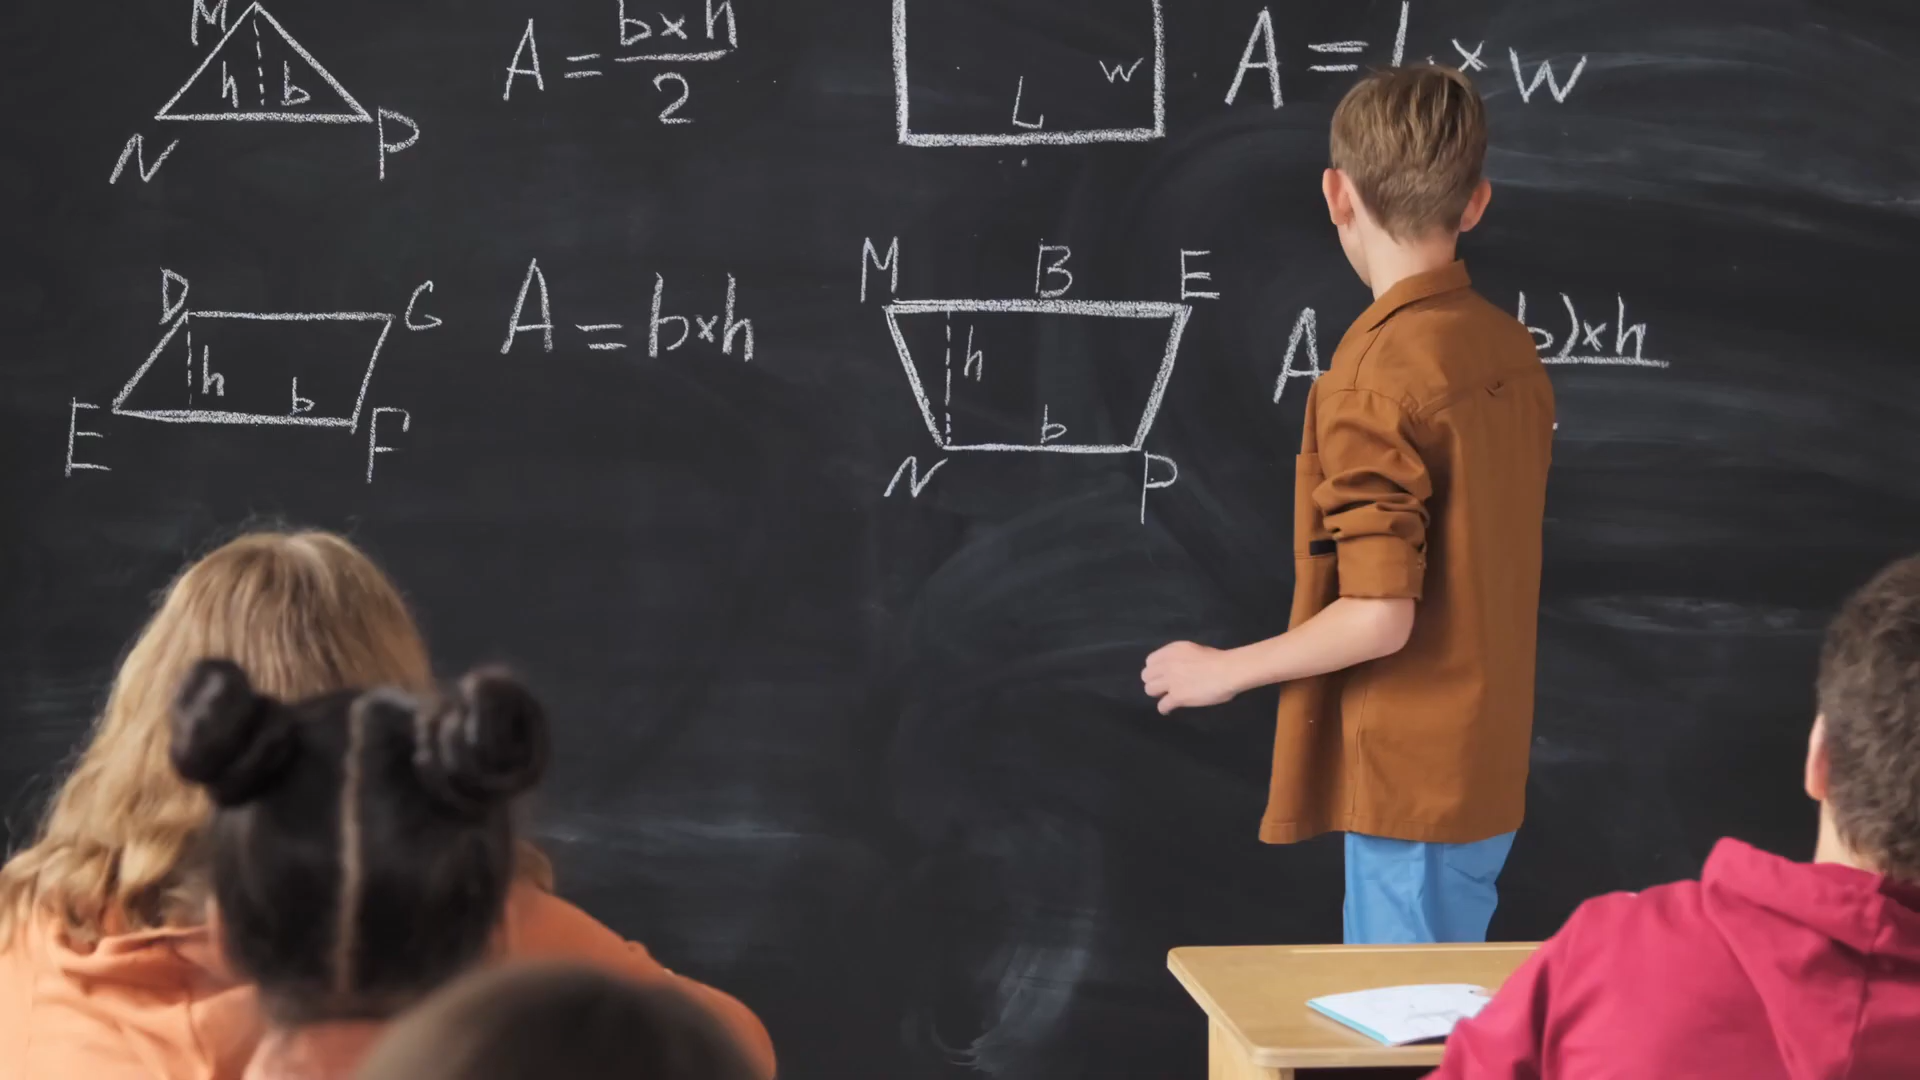 M
h b
N P
A = b×h
2
w
L
A = L × w
D G
h
b
E F
A = b×h
M B E
h
b
N P
A b)×h